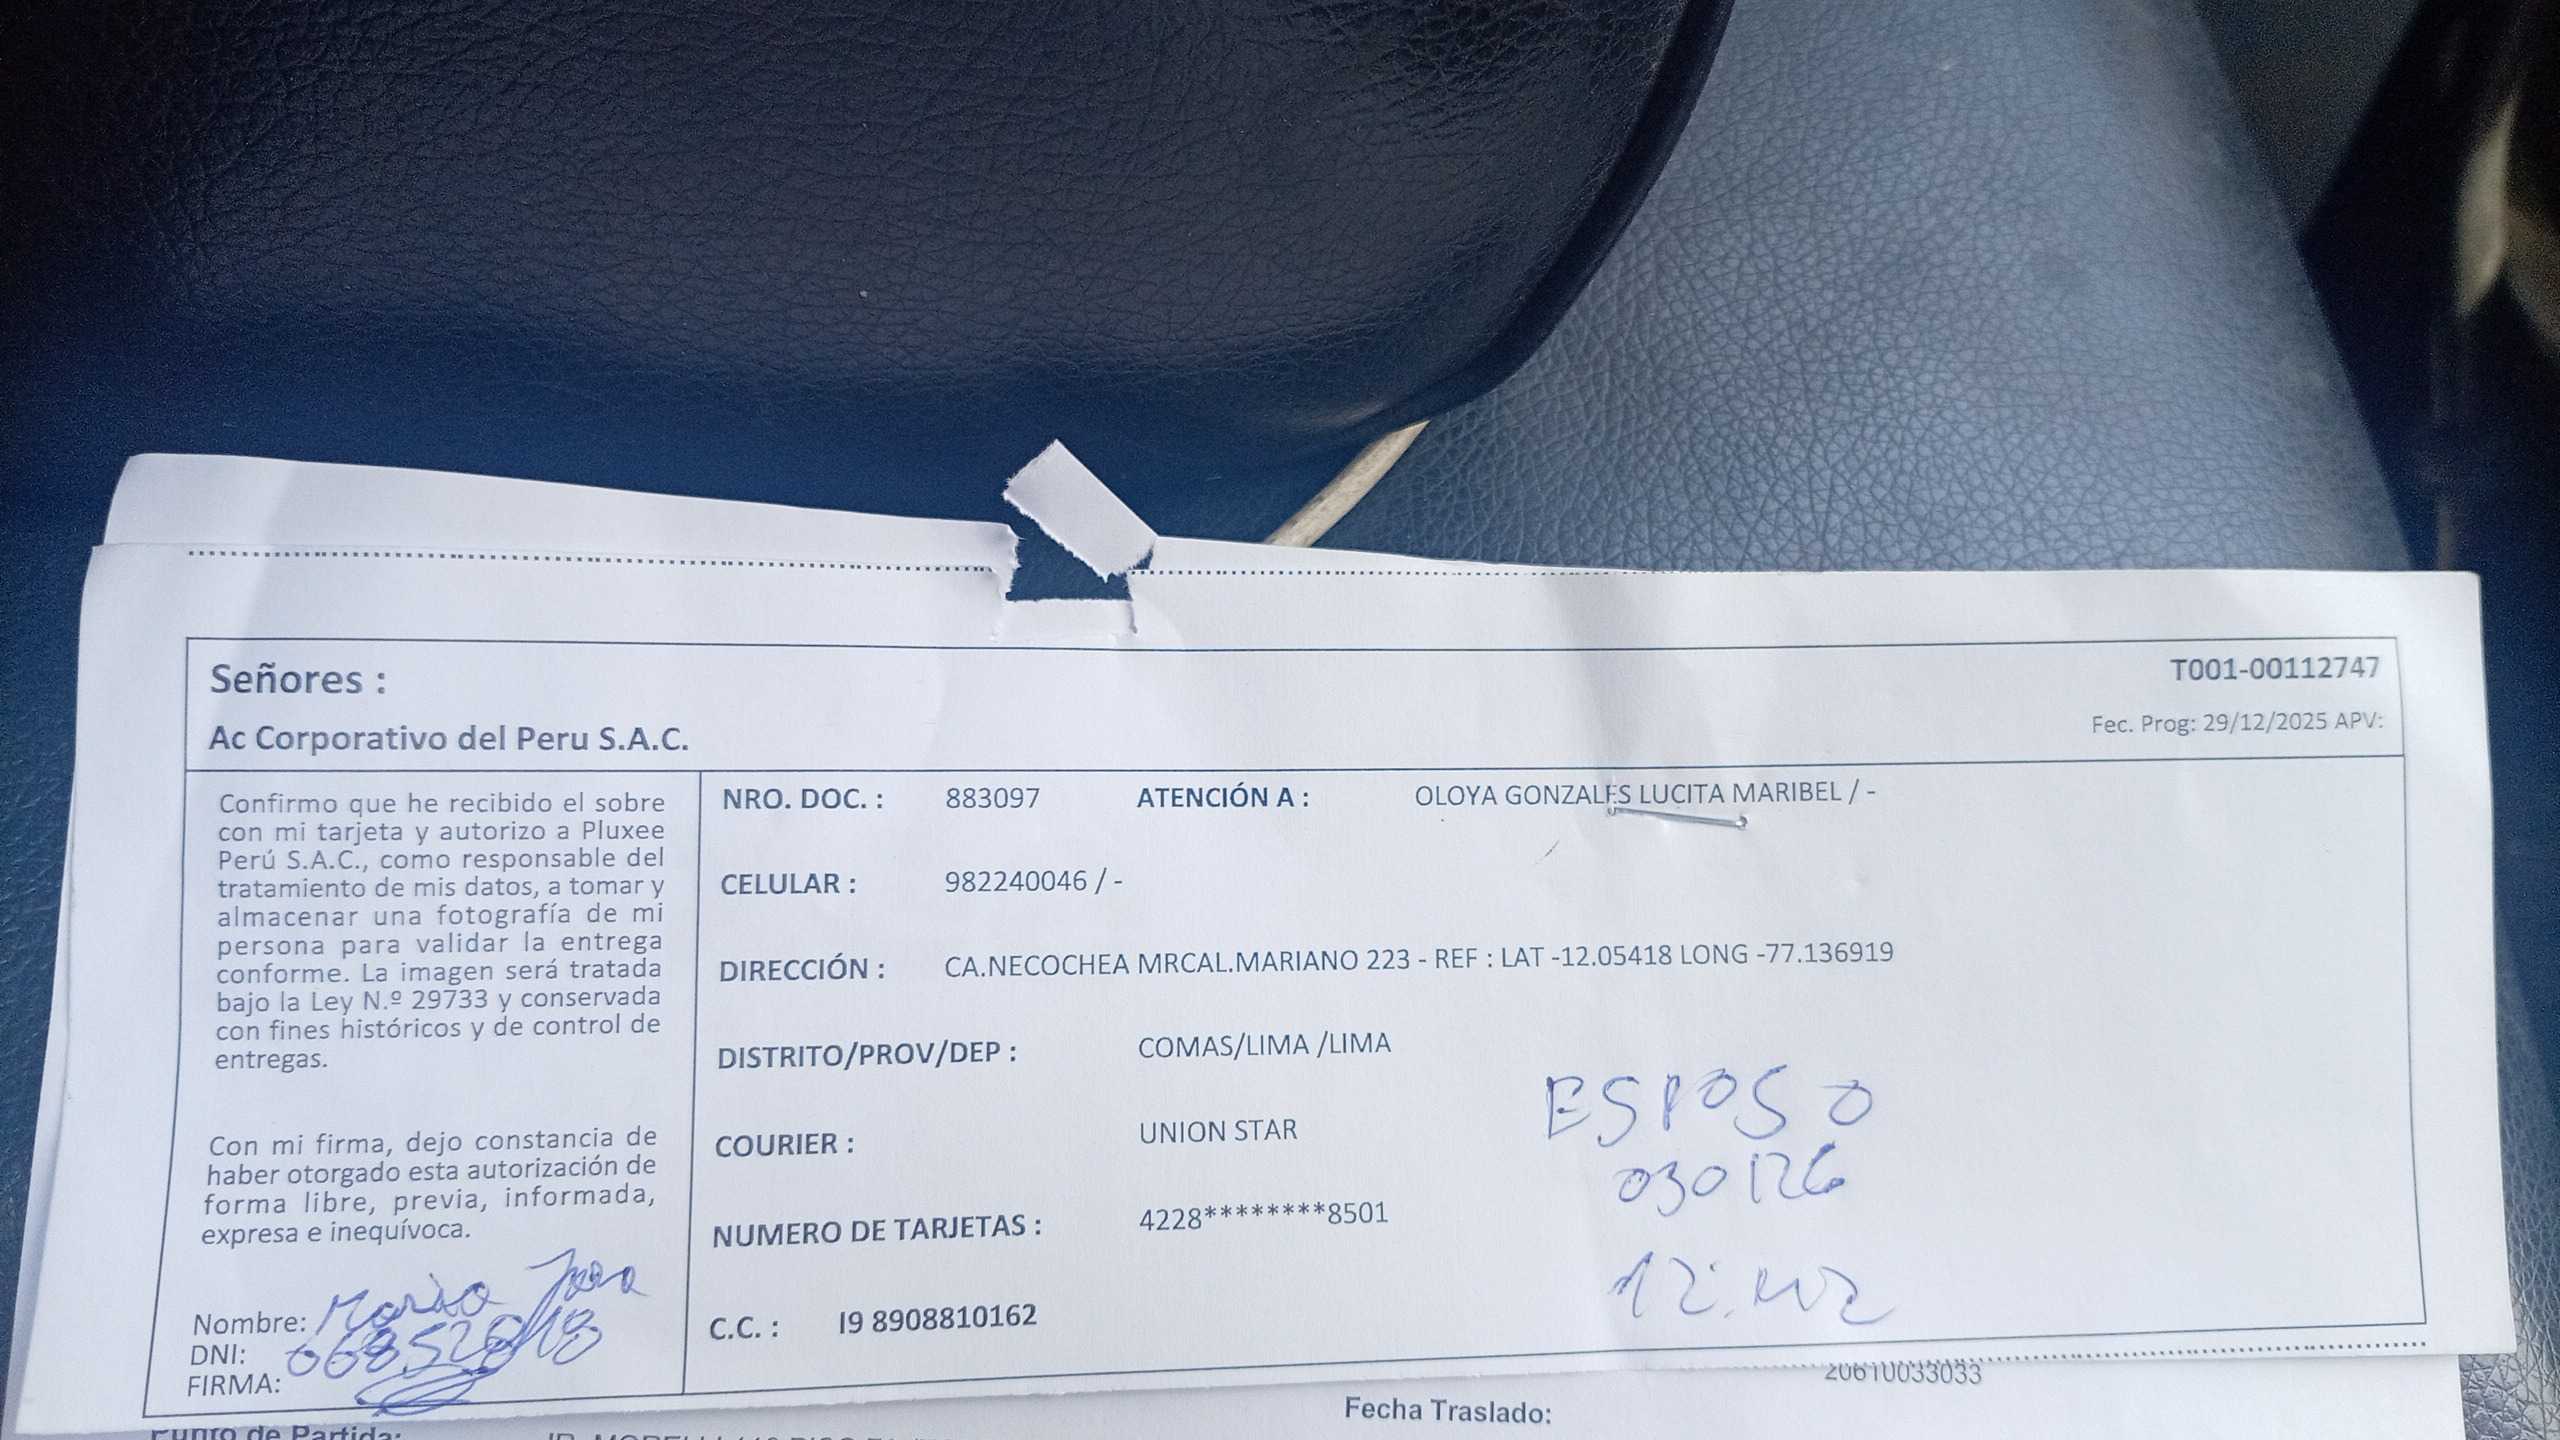 Señores :
Ac Corporativo del Peru S.A.C.
T001-00112747
Fec. Prog: 29/12/2025 APV:
Confirmo que he recibido el sobre
con mi tarjeta y autorizo a Pluxee
Perú S.A.C., como responsable del
tratamiento de mis datos, a tomar y
almacenar una fotografía de mi
persona para validar la entrega
conforme. La imagen será tratada
bajo la Ley N.º 29733 y conservada
con fines históricos y de control de
entregas.
Con mi firma, dejo constancia de
haber otorgado esta autorización de
forma libre, previa, informada,
expresa e inequívoca.
Nombre: Mario
DNI:
FIRMA:
NRO. DOC. : 883097 ATENCIÓN A : OLOYA GONZALES LUCITA MARIBEL / -
CELULAR : 982240046 / -
DIRECCIÓN : CA.NECOCHEA MRCAL.MARIANO 223 - REF : LAT -12.05418 LONG -77.136919
DISTRITO/PROV/DEP : COMAS/LIMA /LIMA
COURIER : UNION STAR
NUMERO DE TARJETAS : 4228********8501
C.C. : I9 8908810162
ESPOSO
030126
20610033033
Fecha Traslado:
Punto de Partida: